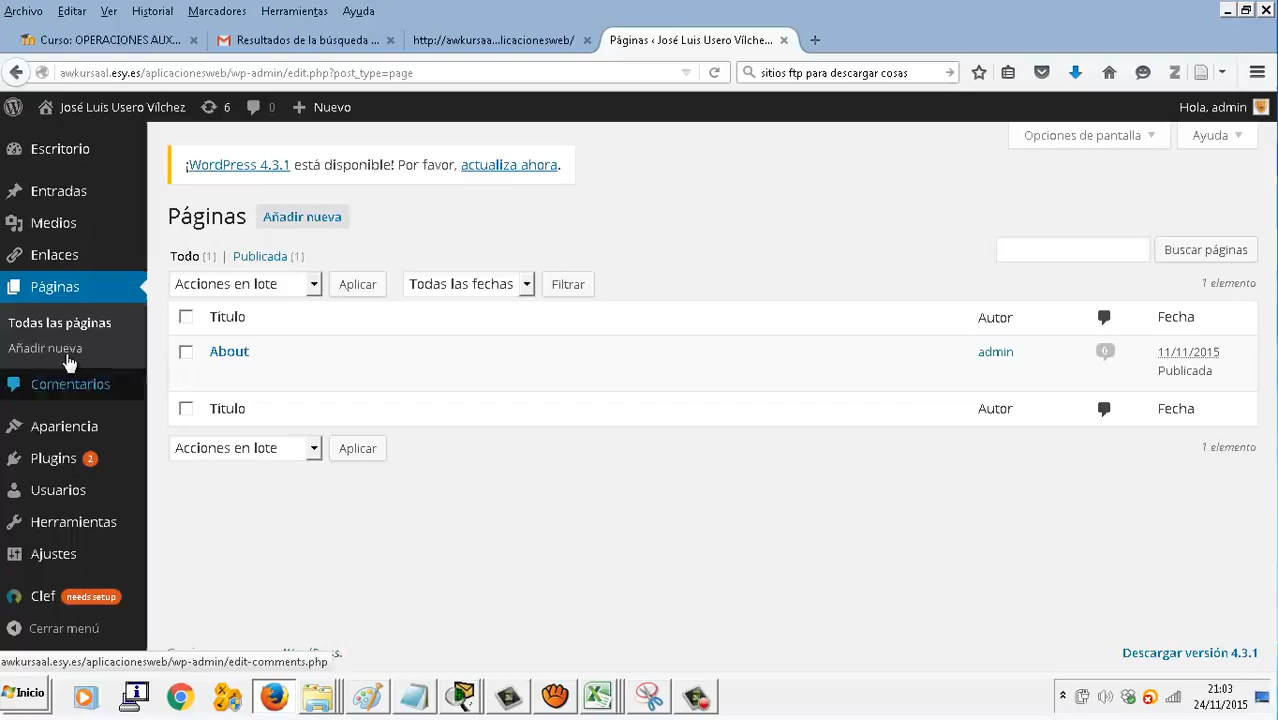 Archivo Editar Ver Historial Marcadores Herramientas Ayuda
Curso: OPERACIONES AUX...
Resultados de la búsqueda ...
http://awkursaa...licacionesweb/
Páginas ‹ José Luis Usero Vílche...
awkursaal.esy.es/aplicacionesweb/wp-admin/edit.php?post_type=page
sitios ftp para descargar cosas
José Luis Usero Vílchez 6 0 Nuevo
Hola, admin
Escritorio
Entradas
Medios
Enlaces
Páginas
Todas las páginas
Añadir nueva
Comentarios
Apariencia
Plugins 2
Usuarios
Herramientas
Ajustes
Clef needs setup
Cerrar menú
Opciones de pantalla
Ayuda
¡WordPress 4.3.1 está disponible! Por favor, actualiza ahora.
Páginas Añadir nueva
Todo (1) | Publicada (1)
Buscar páginas
Acciones en lote Aplicar Todas las fechas Filtrar
1 elemento
Título Autor Fecha
About admin 0 11/11/2015
Publicada
Título Autor Fecha
Acciones en lote Aplicar
1 elemento
Descargar versión 4.3.1
awkursaal.esy.es/aplicacionesweb/wp-admin/edit-comments.php
Inicio
21:03
24/11/2015